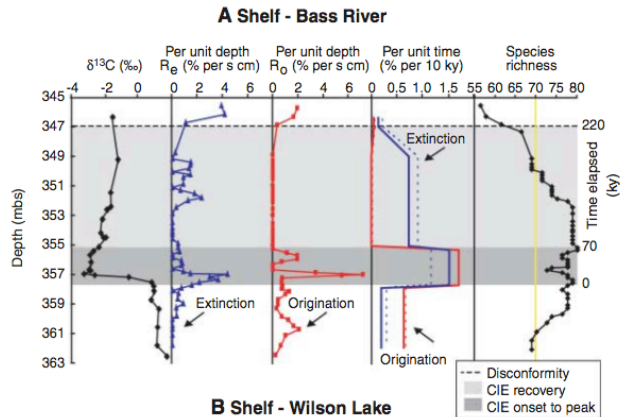 A Shelf - Bass River
δ13C (‰)
Per unit depth
Re (% per s cm)
Per unit depth
Ro (% per s cm)
Per unit time
(% per 10 ky)
Species
richness
-4 0 0 2 4 6 0 2 4 6 8 0 0.5 1.0 1.5 55 60 65 70 75 80
345
347
349
351
353
355
357
359
361
363
Depth (mbs)
Extinction
Origination
Extinction
Origination
220
70
0
Time elapsed
(ky)
Disconformity
CIE recovery
CIE onset to peak
B Shelf - Wilson Lake